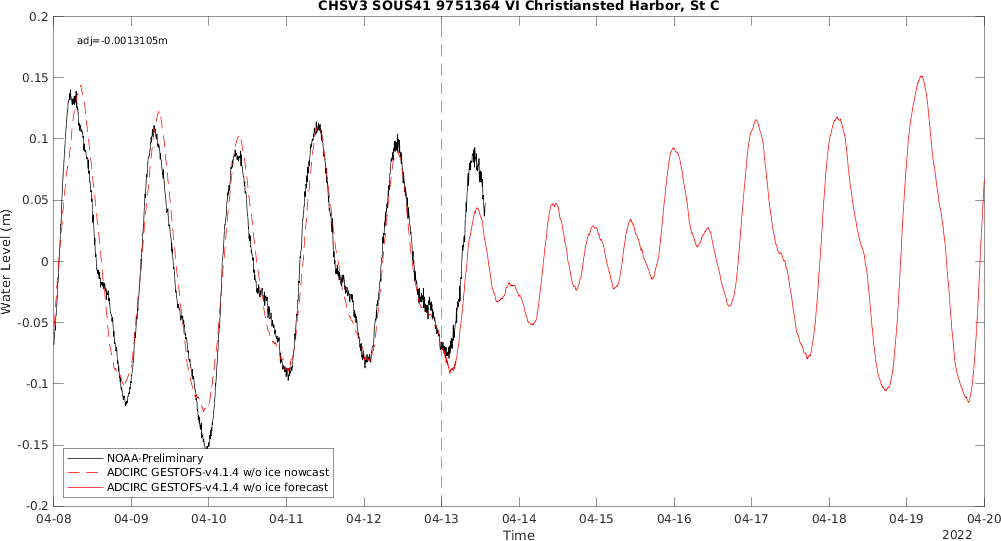 CHSV3 SOUS41 9751364 VI Christiansted Harbor, St C
adj=-0.0013105m
0.2
0.15
0.1
0.05
0
-0.05
-0.1
-0.15
-0.2
Water Level (m)
NOAA-Preliminary
ADCIRC GESTOFS-v4.1.4 w/o ice nowcast
ADCIRC GESTOFS-v4.1.4 w/o ice forecast
04-08 04-09 04-10 04-11 04-12 04-13 04-14 04-15 04-16 04-17 04-18 04-19 04-20
Time
2022